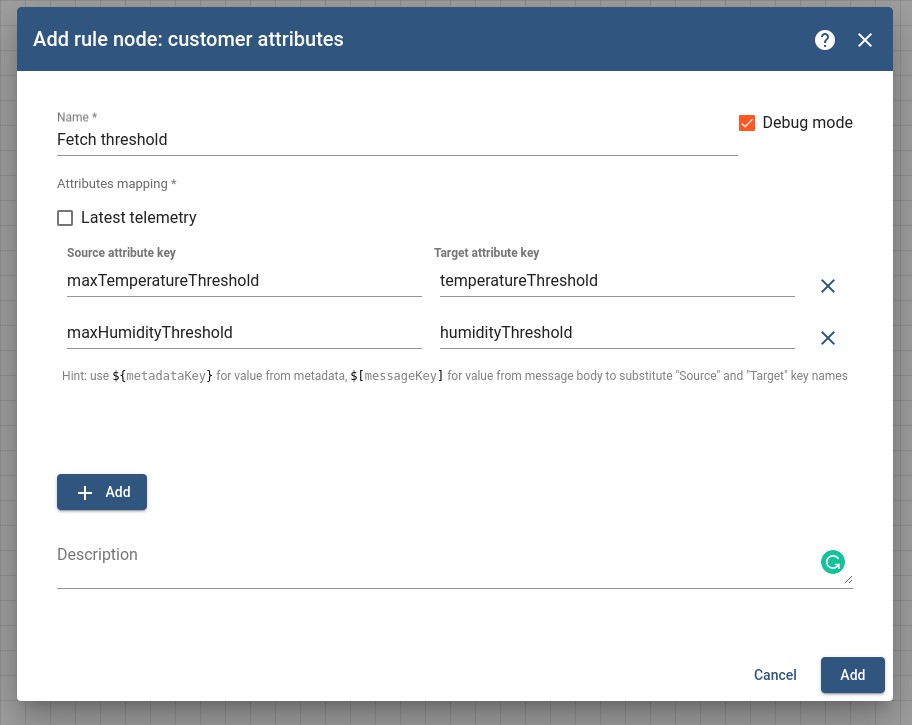 Add rule node: customer attributes
Name *
Fetch threshold
Debug mode
Attributes mapping *
Latest telemetry
Source attribute key Target attribute key
maxTemperatureThreshold temperatureThreshold
maxHumidityThreshold humidityThreshold
Hint: use ${metadataKey} for value from metadata, $[messageKey] for value from message body to substitute "Source" and "Target" key names
Add
Description
Cancel Add